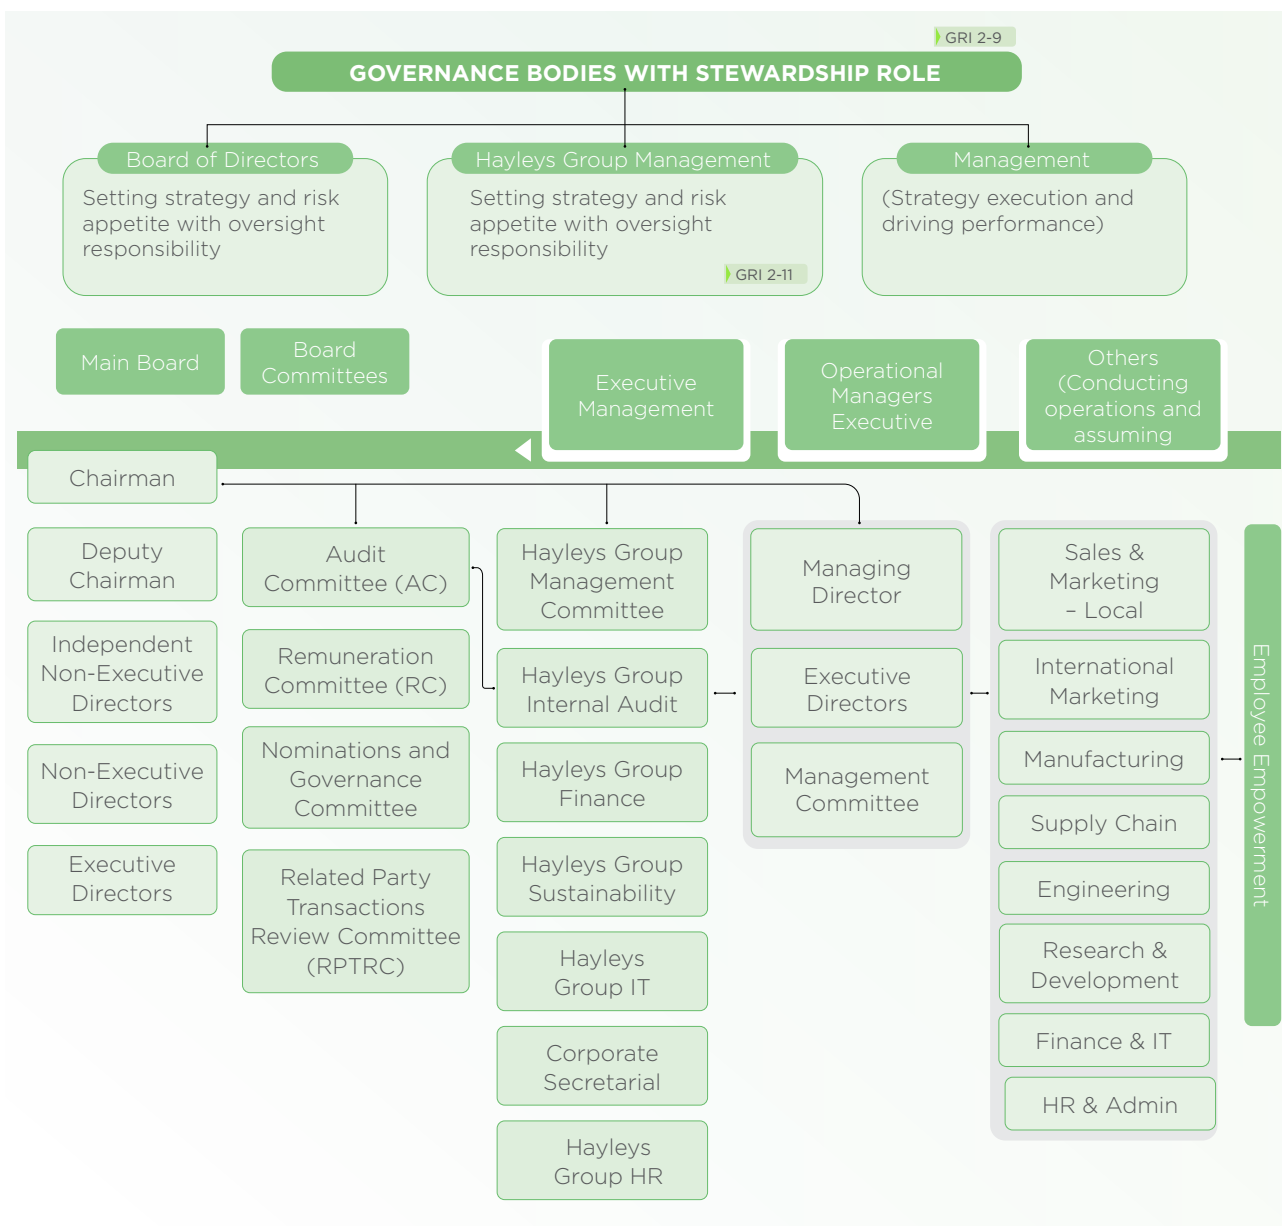 GRI 2-9
GOVERNANCE BODIES WITH STEWARDSHIP ROLE
Board of Directors
Setting strategy and risk
appetite with oversight
responsibility
Hayleys Group Management
Setting strategy and risk
appetite with oversight
responsibility
GRI 2-11
Management
(Strategy execution and
driving performance)
Main Board
Board
Committees
Executive
Management
Operational
Managers
Executive
Others
(Conducting
operations and
assuming
Chairman
Deputy
Chairman
Independent
Non-Executive
Directors
Non-Executive
Directors
Executive
Directors
Audit
Committee (AC)
Remuneration
Committee (RC)
Nominations and
Governance
Committee
Related Party
Transactions
Review Committee
(RPTRC)
Hayleys Group
Management
Committee
Hayleys Group
Internal Audit
Hayleys Group
Finance
Hayleys Group
Sustainability
Hayleys
Group IT
Corporate
Secretarial
Hayleys
Group HR
Managing
Director
Executive
Directors
Management
Committee
Sales &
Marketing
– Local
International
Marketing
Manufacturing
Supply Chain
Engineering
Research &
Development
Finance & IT
HR & Admin
Employee Empowerment